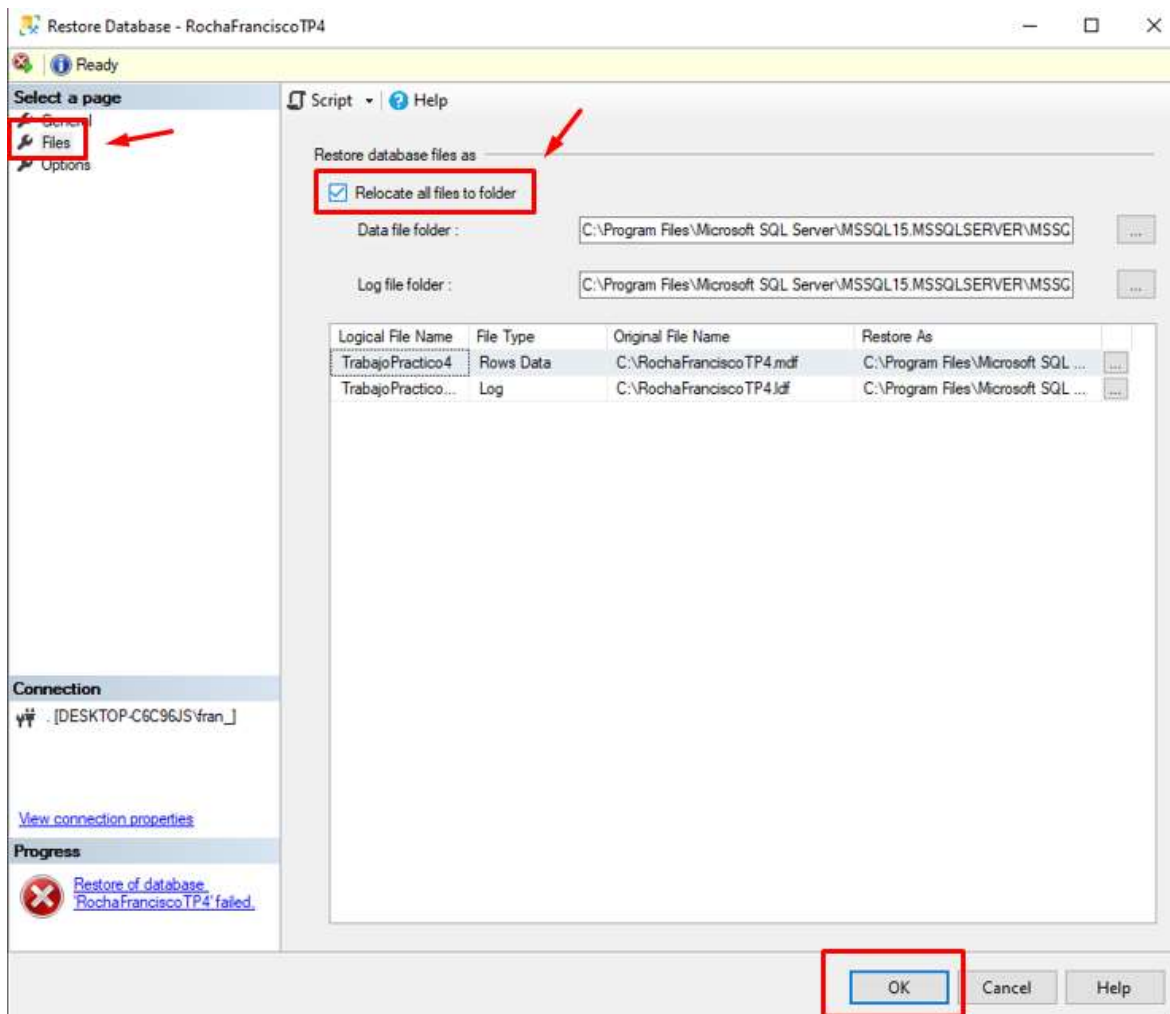 Restore Database - RochaFranciscoTP4
Ready
Select a page
General
Files
Options
Script
Help
Restore database files as
Relocate all files to folder
Data file folder :
C:\Program Files\Microsoft SQL Server\MSSQL15.MSSQLSERVER\MSSQ
...
Log file folder :
C:\Program Files\Microsoft SQL Server\MSSQL15.MSSQLSERVER\MSSG
...
Logical File Name File Type Original File Name Restore As
TrabajoPractico4 Rows Data C:\RochaFranciscoTP4.mdf C:\Program Files\Microsoft SQL ... ...
TrabajoPractico... Log C:\RochaFranciscoTP4.ldf C:\Program Files\Microsoft SQL ... ...
Connection
. [DESKTOP-C6C96JS\fran_]
View connection properties
Progress
Restore of database
'RochaFranciscoTP4' failed.
OK
Cancel
Help